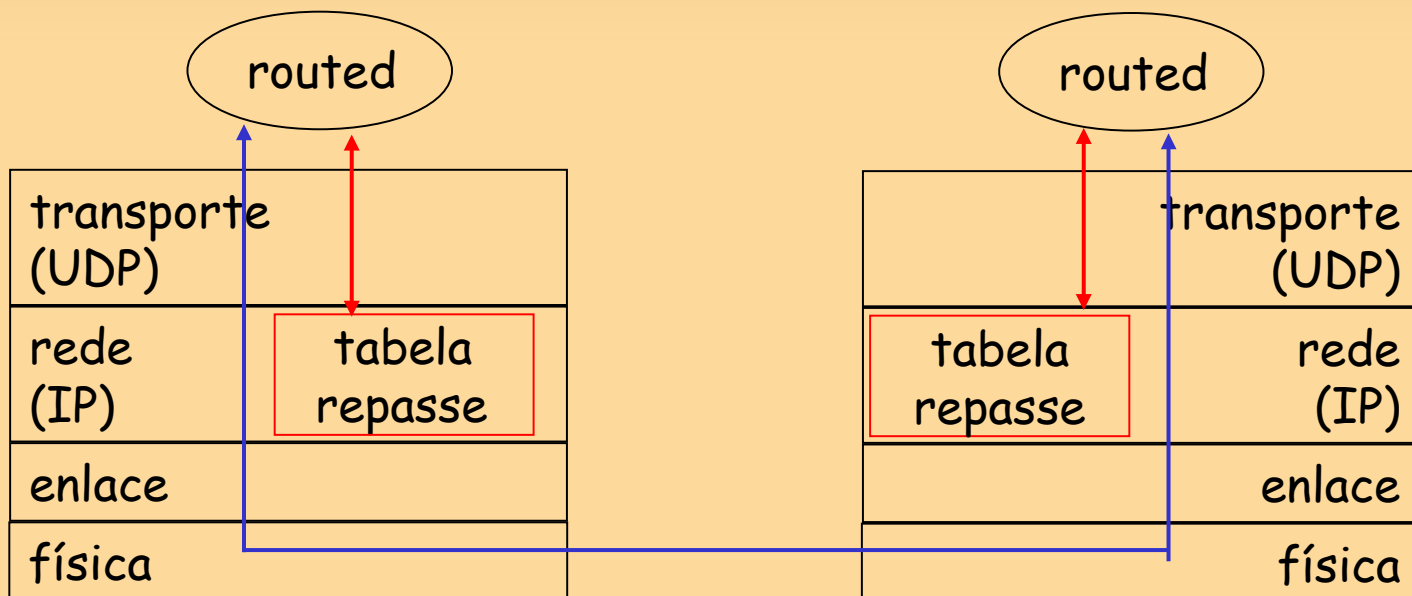 routed
routed
transporte
(UDP)
transporte
(UDP)
rede
(IP)
tabela
repasse
tabela
repasse
rede
(IP)
enlace
enlace
física
física